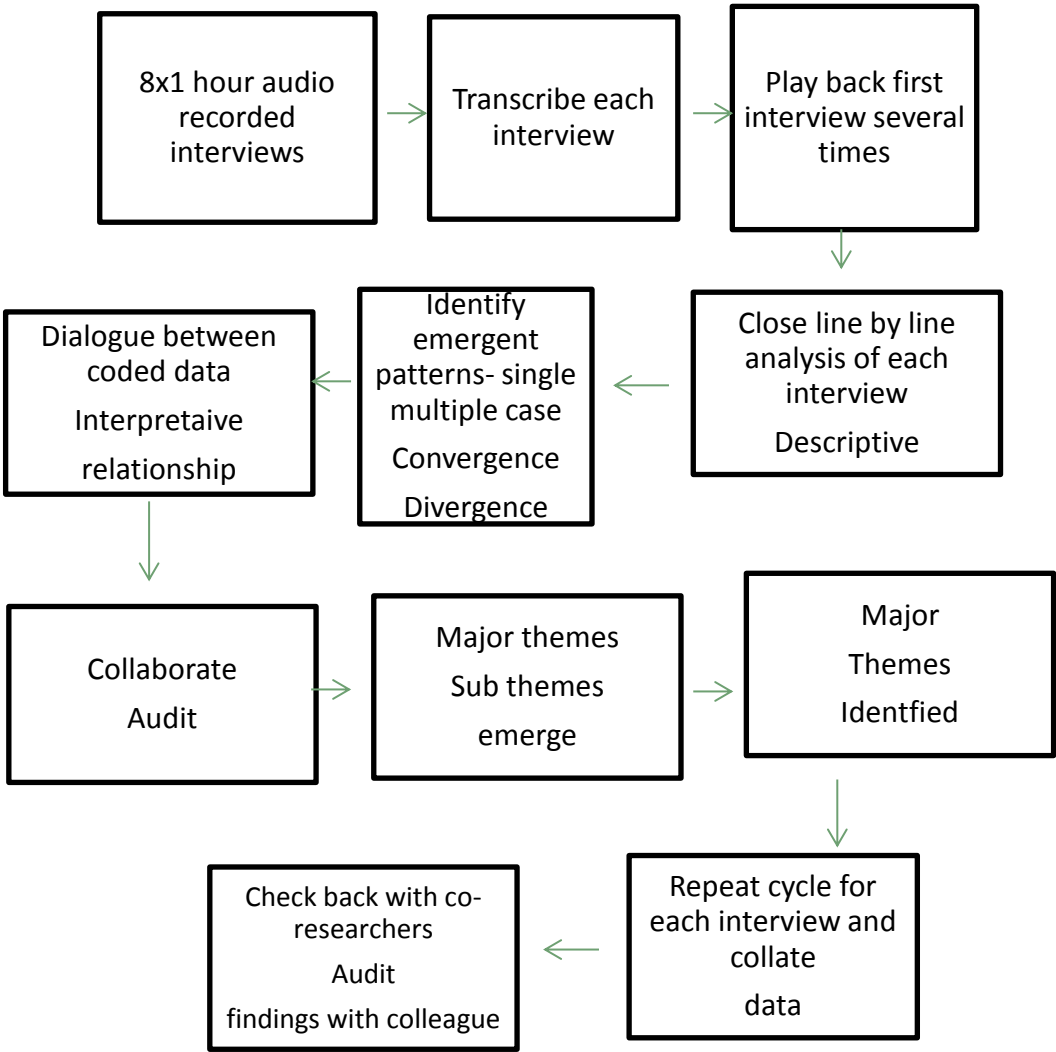 8x1 hour audio
recorded
interviews
Transcribe each
interview
Play back first
interview several
times
Close line by line
analysis of each
interview
Descriptive
Identify
emergent
patterns- single
multiple case
Convergence
Divergence
Dialogue between
coded data
Interpretaive
relationship
Collaborate
Audit
Major themes
Sub themes
emerge
Major
Themes
Identfied
Repeat cycle for
each interview and
collate
data
Check back with co-
researchers
Audit
findings with colleague